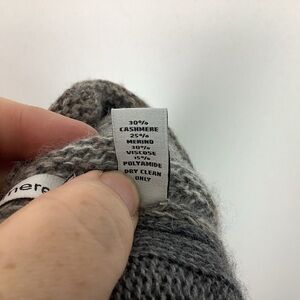 30%
CASHMERE
25%
MERINO
30%
VISCOSE
15%
POLYAMIDE
DRY CLEAN
ONLY